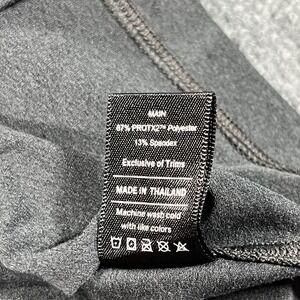 MAIN
87% PROTX2™ Polyester
13% Spandex
Exclusive of Trims
MADE IN THAILAND
Machine wash cold
with like colors